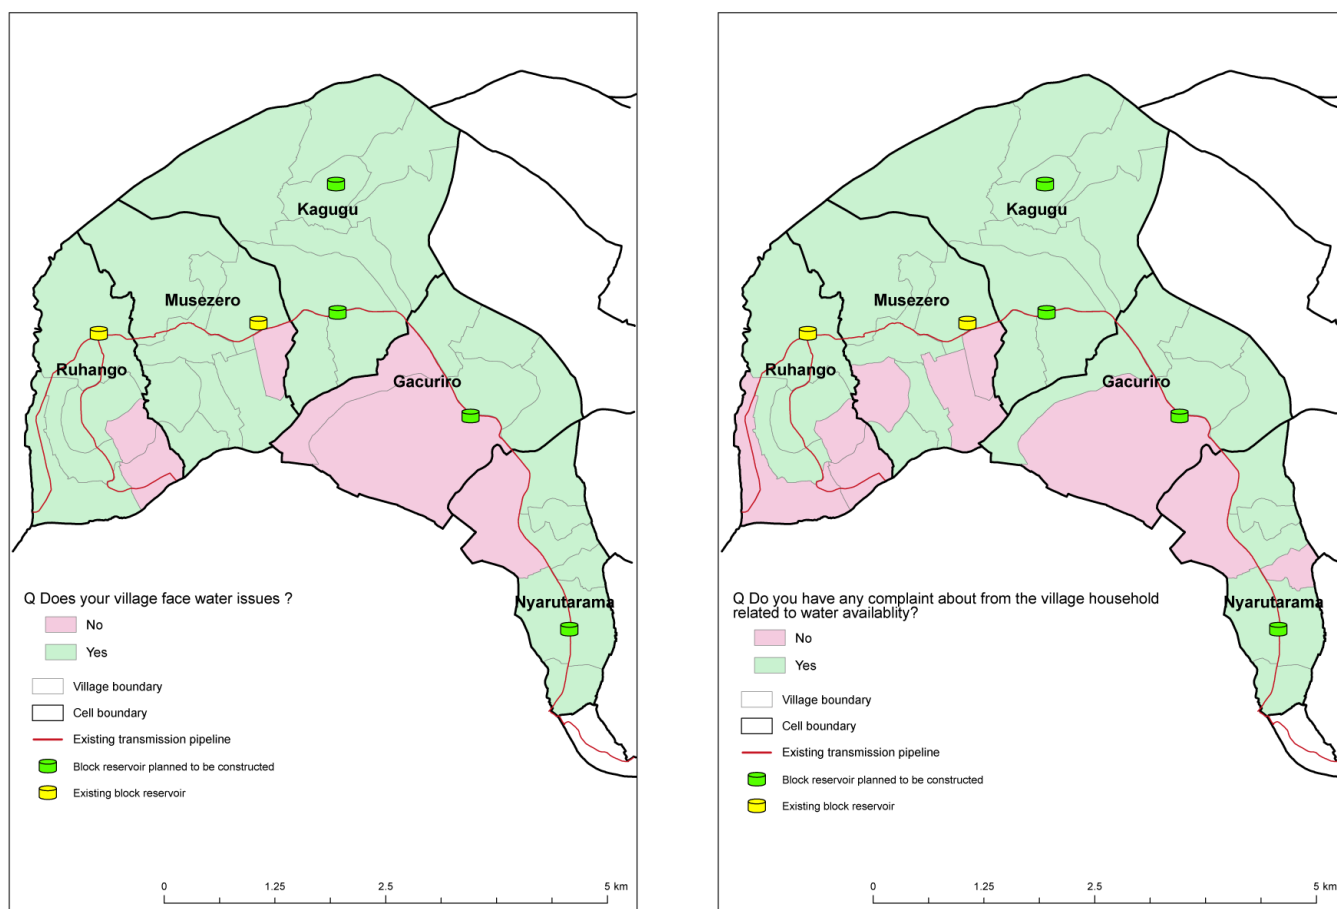 Kagugu
Musezero
Ruhango
Gacuriro
Nyarutarama
Q Does your village face water issues ?
No
Yes
Village boundary
Cell boundary
Existing transmission pipeline
Block reservoir planned to be constructed
Existing block reservoir
0 1.25 2.5 5 km
Kagugu
Musezero
Ruhango
Gacuriro
Nyarutarama
Q Do you have any complaint about from the village household
related to water availablity?
No
Yes
Village boundary
Cell boundary
Existing transmission pipeline
Block reservoir planned to be constructed
Existing block reservoir
0 1.25 2.5 5 km